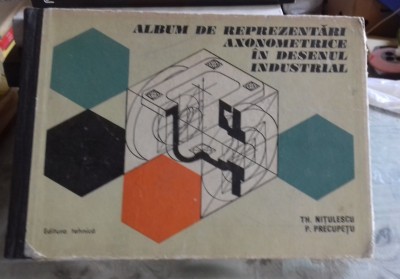 ALBUM DE REPREZENTĂRI
AXONOMETRICE
ÎN DESENUL
INDUSTRIAL
TH. NIȚULESCU
P. PRECUPEȚU
Editura tehnică